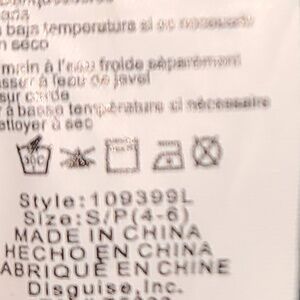 baja temperatura si es necesario
en seco
main à l'eau froide séparément
asser à l'eau de javel
sur corde
à basse température si nécessaire
ettoyer à sec
30C
Style:109399L
Size:S/P(4-6)
MADE IN CHINA
HECHO EN CHINA
FABRIQUÉ EN CHINE
Disguise,Inc.